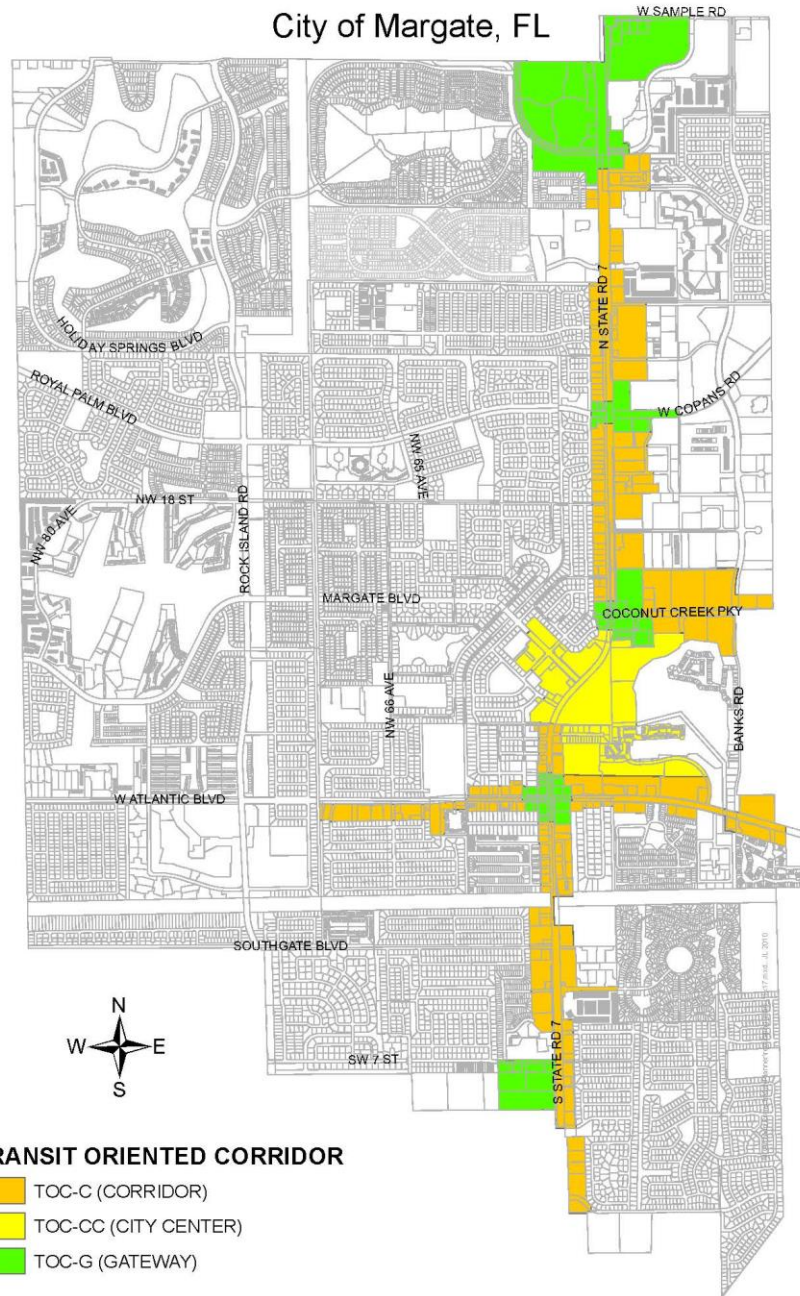 City of Margate, FL
W SAMPLE RD
N STATE RD 7
HOLIDAY SPRINGS BLVD
ROYAL PALM BLVD
W COPANS RD
NW 65 AVE
NW 18 ST
NW 80 AVE
ROCK ISLAND RD
MARGATE BLVD
COCONUT CREEK PKY
NW 66 AVE
BANKS RD
W ATLANTIC BLVD
SOUTHGATE BLVD
N
W E
S
SW 7 ST
S STATE RD 7
RANSIT ORIENTED CORRIDOR
TOC-C (CORRIDOR)
TOC-CC (CITY CENTER)
TOC-G (GATEWAY)